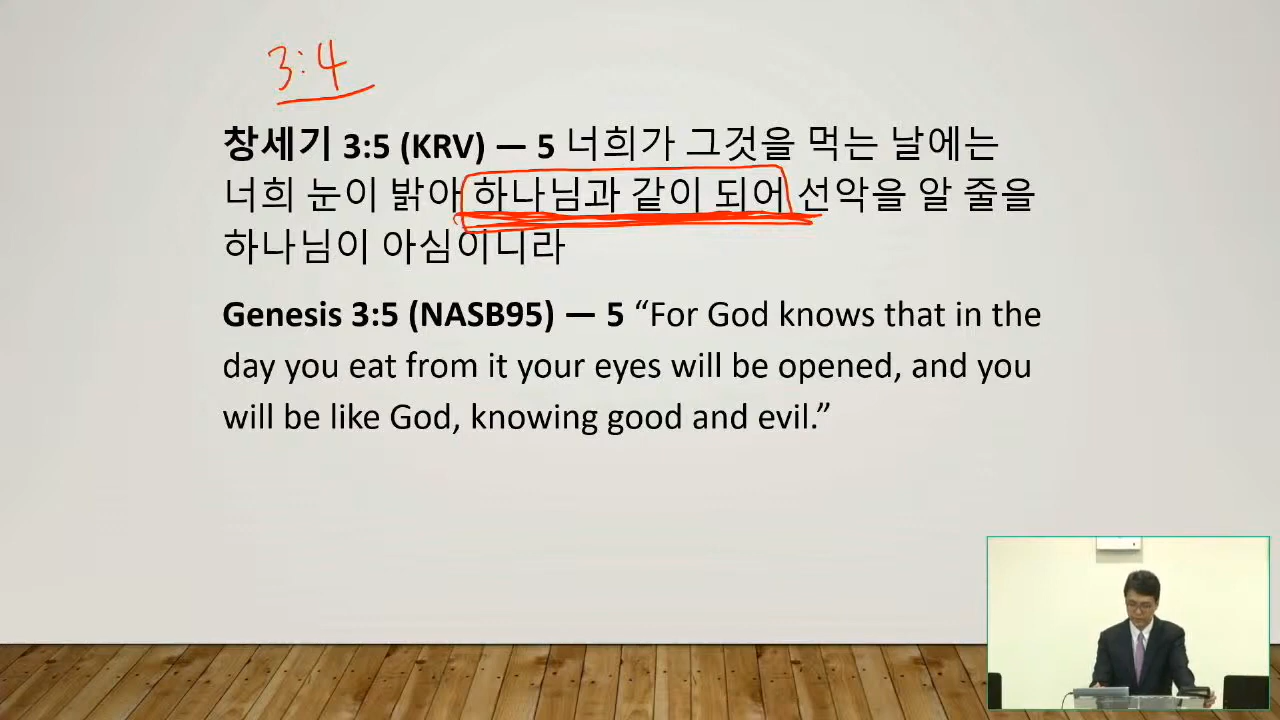 3:4
창세기 3:5 (KRV) — 5 너희가 그것을 먹는 날에는
너희 눈이 밝아 하나님과 같이 되어 선악을 알 줄을
하나님이 아심이니라
Genesis 3:5 (NASB95) — 5 “For God knows that in the
day you eat from it your eyes will be opened, and you
will be like God, knowing good and evil.”